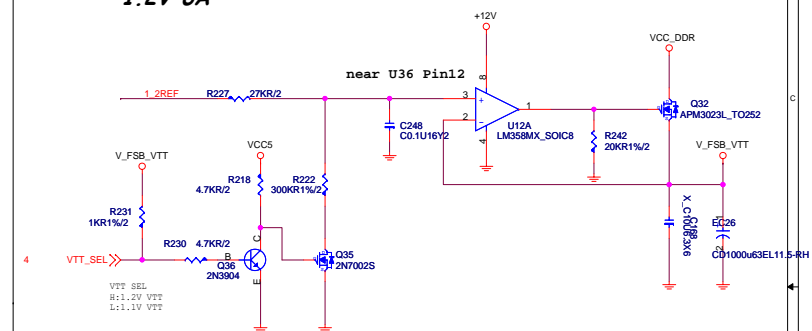 +12V
VCC_DDR
near U36 Pin12
1_2REF
R227
27KR/2
8
3
+
2
-
1
4
U12A
LM358MX_SOIC8
Q32
APM3023L_TO252
C
C248
C0.1U16Y2
R242
20KR1%/2
V_FSB_VTT
VCC5
V_FSB_VTT
R218
4.7KR/2
R222
300KR1%/2
R231
1KR1%/2
X_C10U6.3X6
C168
1
EC26
2
CD1000u63EL11.5-RH
R230
4.7KR/2
C
B
E
Q36
2N3904
Q35
2N7002S
4
VTT_SEL
VTT SEL
H:1.2V VTT
L:1.1V VTT